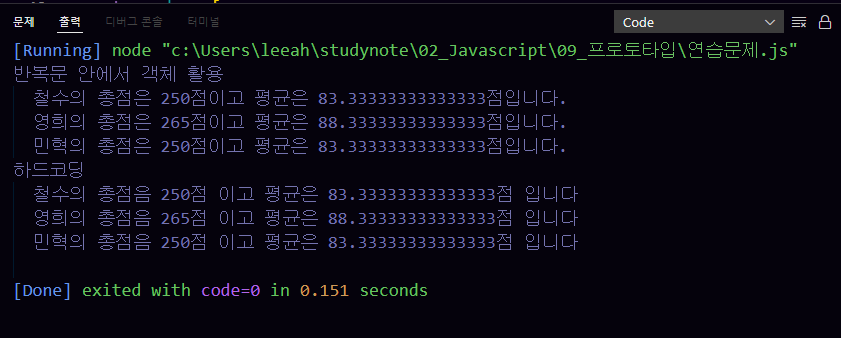 문제 출력 디버그 콘솔 터미널 Code
[Running] node "c:\Users\leeah\studynote\02_Javascript\09_프로토타입\연습문제.js"
반복문 안에서 객체 활용
철수의 총점은 250점이고 평균은 83.33333333333333점입니다.
영희의 총점은 265점이고 평균은 88.33333333333333점입니다.
민혁의 총점은 250점이고 평균은 83.33333333333333점입니다.
하드코딩
철수의 총점음 250점 이고 평균은 83.33333333333333점 입니다
영희의 총점음 265점 이고 평균은 88.33333333333333점 입니다
민혁의 총점음 250점 이고 평균은 83.33333333333333점 입니다
[Done] exited with code=0 in 0.151 seconds